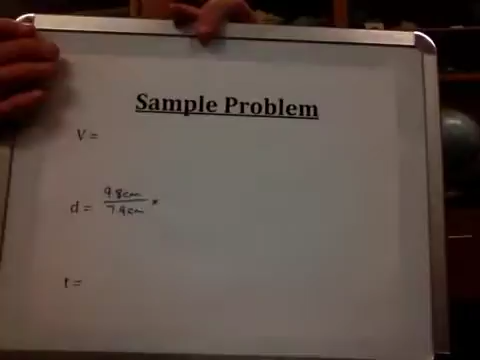 Sample Problem
V =
d = 9.8cm / 7.9cm *
t =